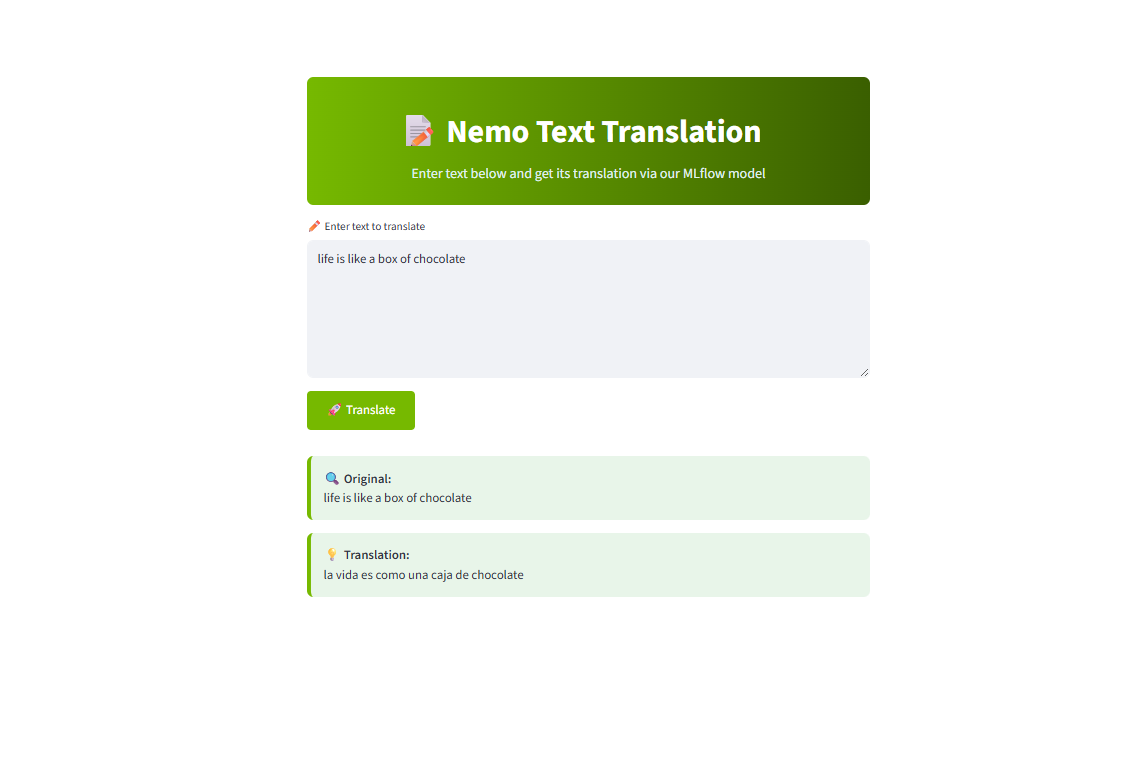 📝 Nemo Text Translation
Enter text below and get its translation via our MLflow model
✏️ Enter text to translate
life is like a box of chocolate
🚀 Translate
🔍 Original:
life is like a box of chocolate
💡 Translation:
la vida es como una caja de chocolate